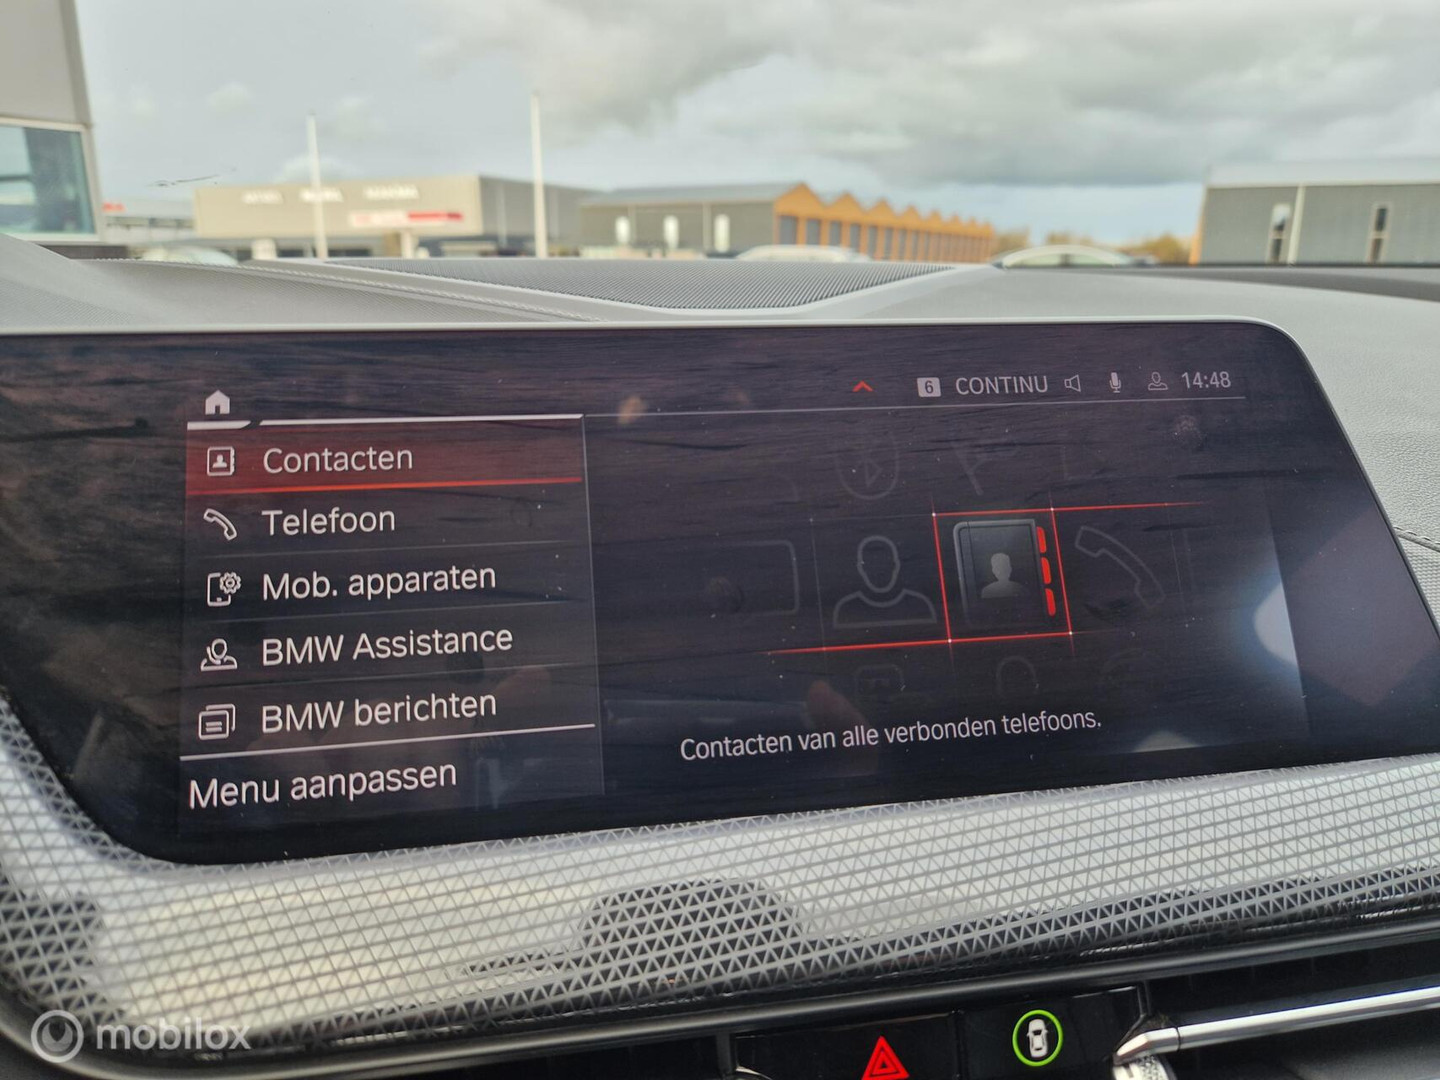 6 CONTINU 14:48
Contacten
Telefoon
Mob. apparaten
BMW Assistance
BMW berichten
Menu aanpassen
Contacten van alle verbonden telefoons.
mobilox